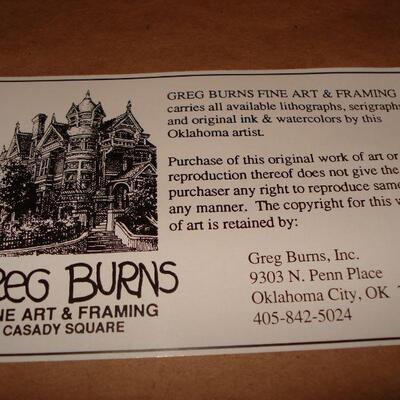 GREG BURNS FINE ART & FRAMING
carries all available lithographs, serigraphs
and original ink & watercolors by this
Oklahoma artist.
Purchase of this original work of art or
reproduction thereof does not give the
purchaser any right to reproduce same
any manner. The copyright for this w
of art is retained by:
Greg Burns, Inc.
9303 N. Penn Place
Oklahoma City, OK
405-842-5024
REG BURNS
NE ART & FRAMING
CASADY SQUARE